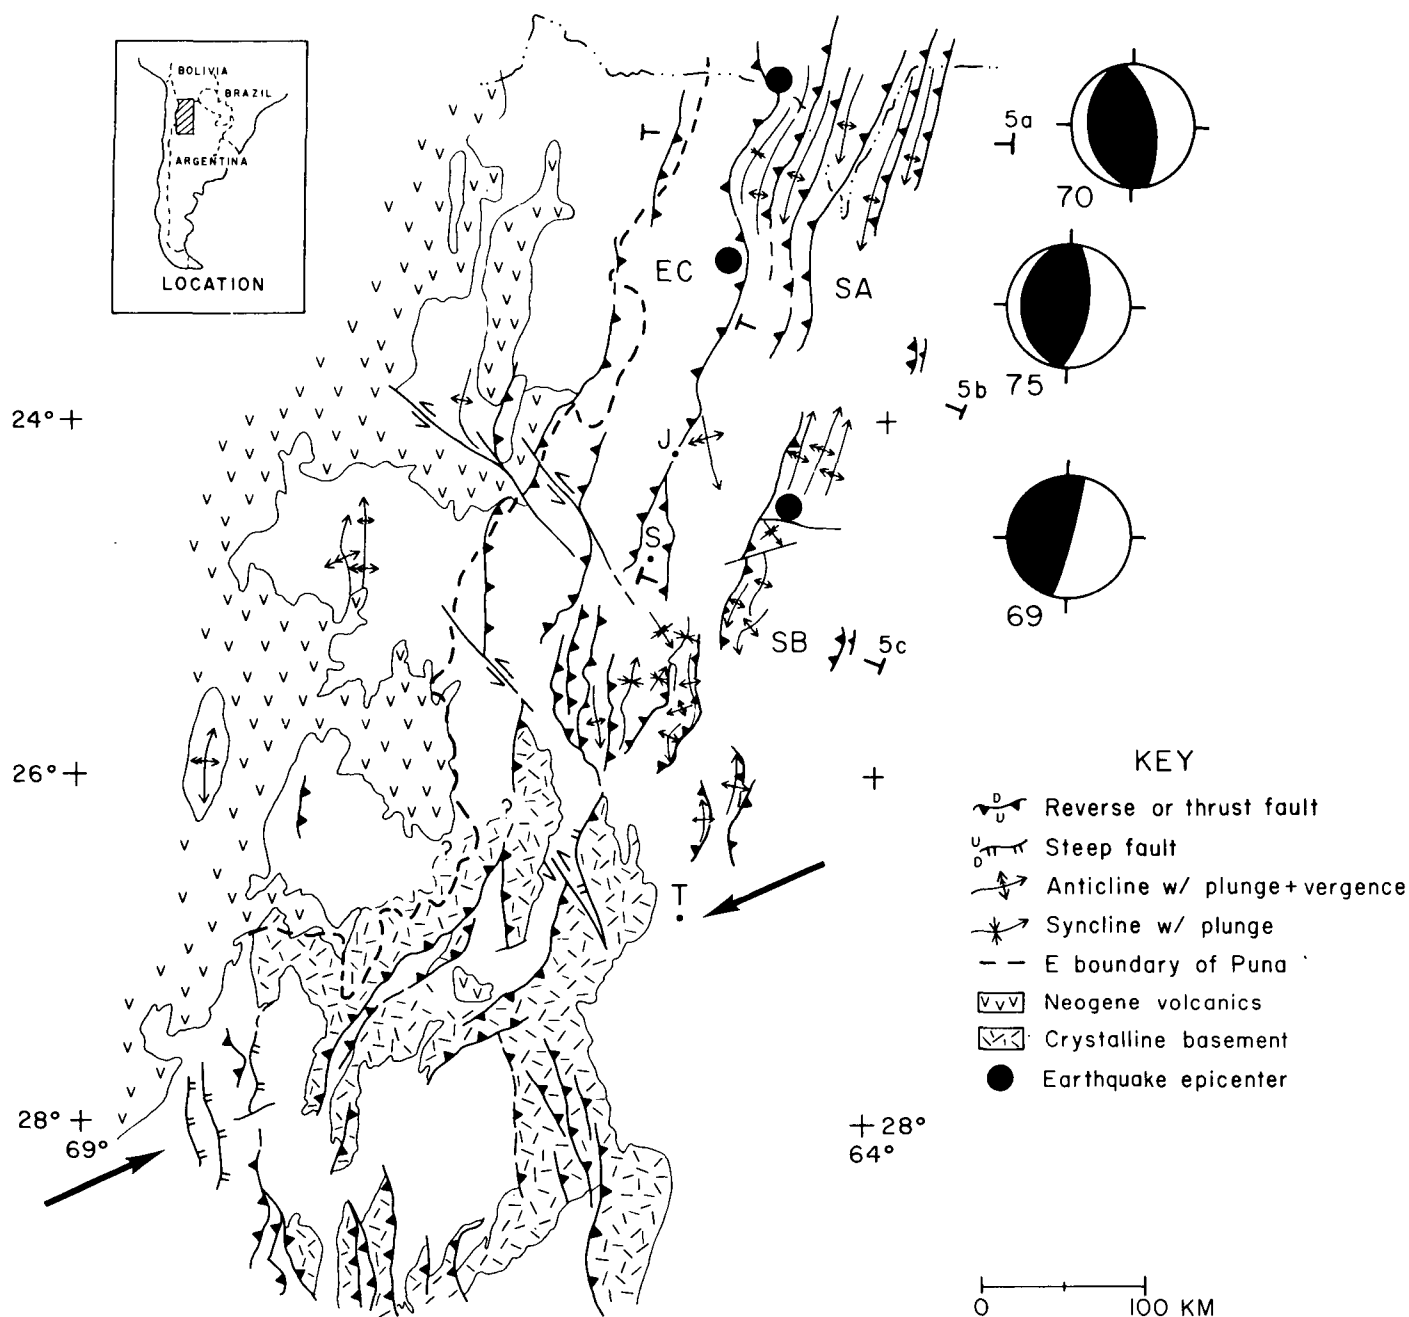 BOLIVIA
BRAZIL
ARGENTINA
LOCATION
T
5a
70
EC
SA
T
75
5b
24°
J
S
T
69
SB
5c
26°
?
?
T
KEY
D
U
Reverse or thrust fault
U
D
Steep fault
Anticline w/ plunge + vergence
Syncline w/ plunge
E boundary of Puna
V V V
Neogene volcanics
Crystalline basement
Earthquake epicenter
28°
69°
28°
64°
0
100 KM